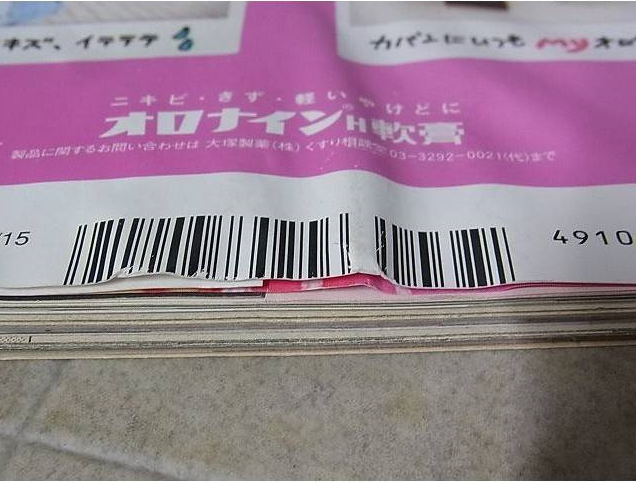 キズ、イテテテ
カバンにいつも my オロ
ニキビ・きず・軽いやけどに
オロナインH軟膏
製品に関するお問い合わせは 大塚製薬(株)くすり相談室 03-3292-0021(代)まで
/15
4910